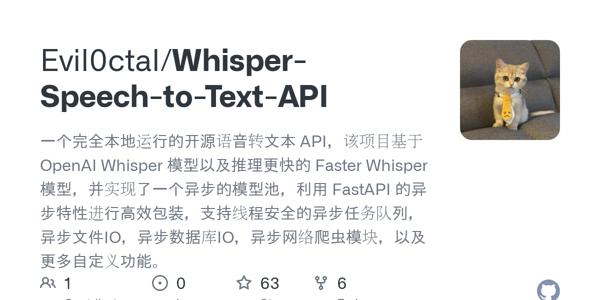 Evil0ctal/Whisper-
Speech-to-Text-API
一个完全本地运行的开源语音转文本 API，该项目基于
OpenAI Whisper 模型以及推理更快的 Faster Whisper
模型，并实现了一个异步的模型池，利用 FastAPI 的异
步特性进行高效包装，支持线程安全的异步任务队列，
异步文件IO，异步数据库IO，异步网络爬虫模块，以及
更多自定义功能。
1 0 63 6